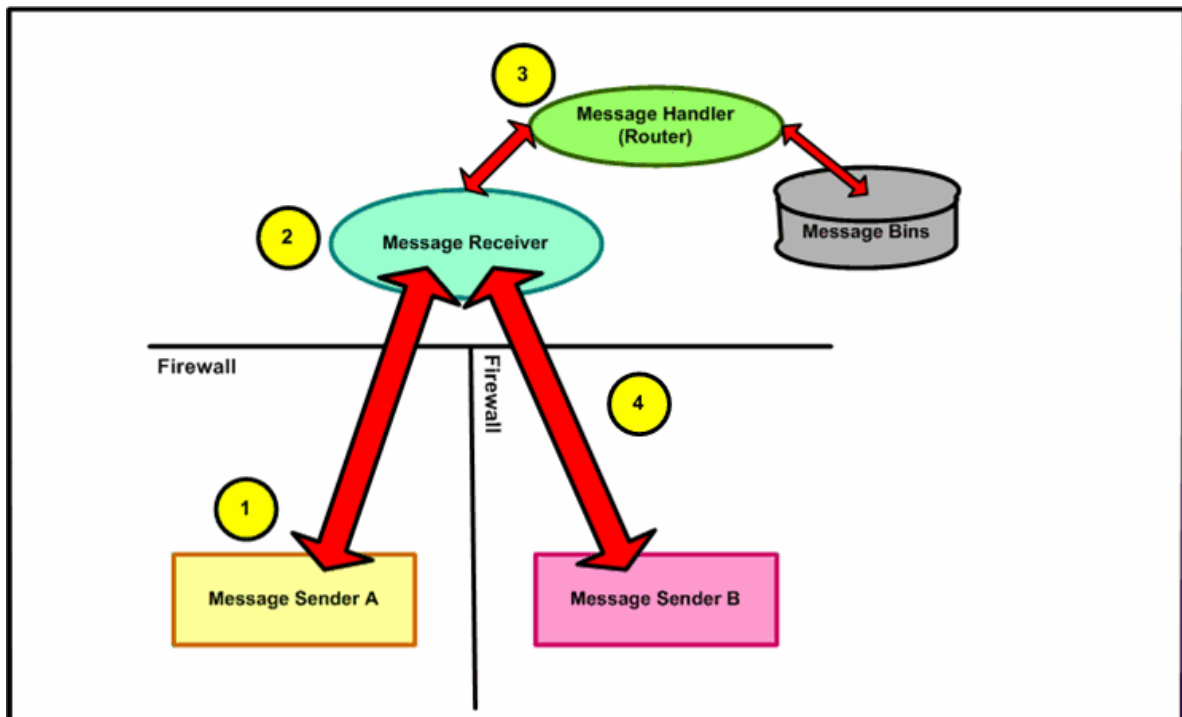 3
Message Handler
(Router)
2
Message Receiver
Message Bins
Firewall
Firewall
4
1
Message Sender A
Message Sender B